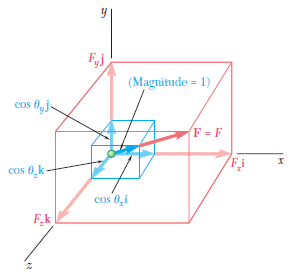 y
F_y j
(Magnitude = 1)
cos θ_y j
F = F
cos θ_z k
F_x i
x
cos θ_x i
F_z k
z